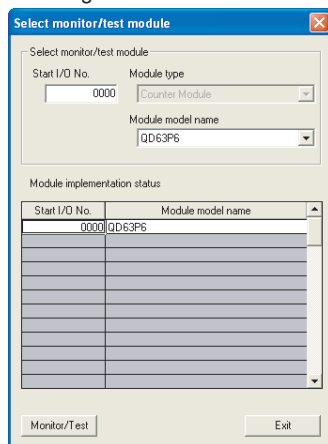 Select monitor/test module
Select monitor/test module
Start I/O No.
Module type
0000
Counter Module
Module model name
QD63P6
Module implementation status
Start I/O No.
Module model name
0000 QD63P6
Monitor/Test
Exit